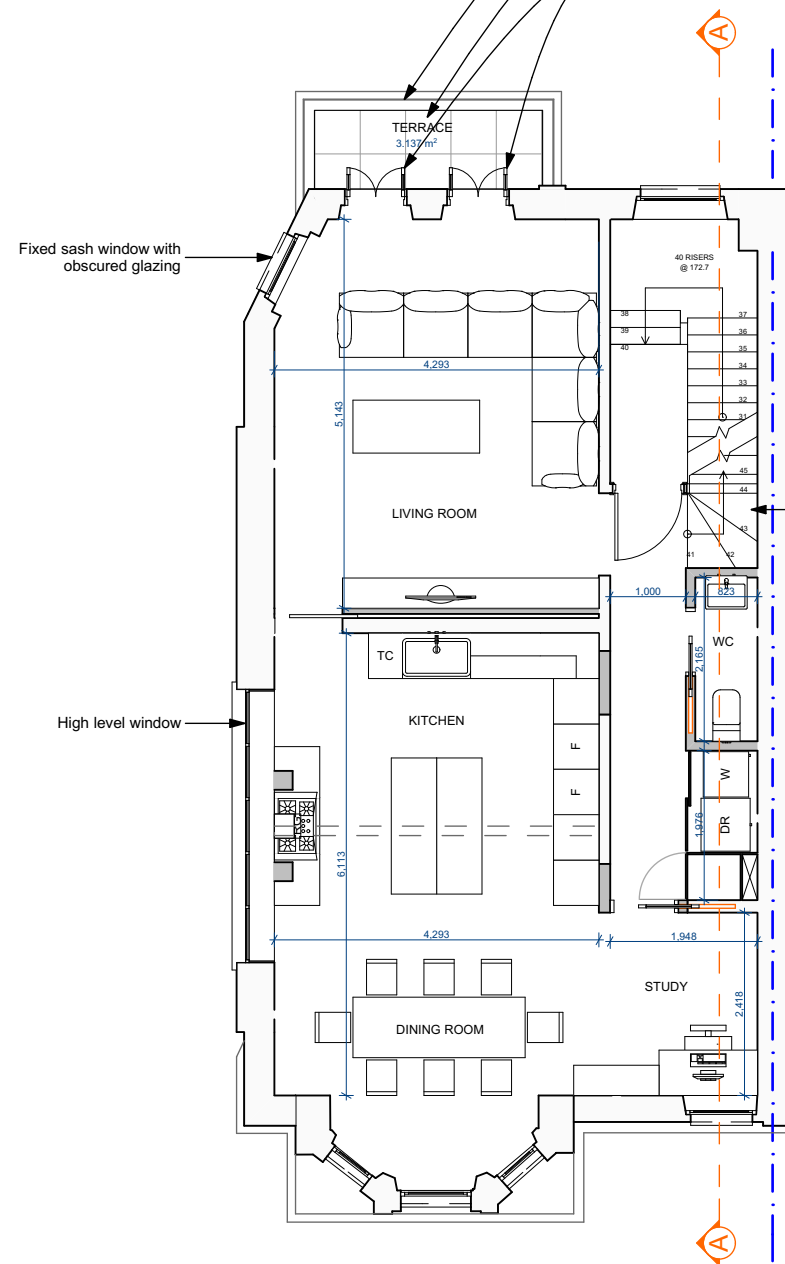 A
TERRACE
3.137 m²
Fixed sash window with
obscured glazing
40 RISERS
@ 172.7
38
39
40
37
36
35
34
33
32
31
45
44
43
42
41
4,293
5,143
LIVING ROOM
1,000
823
WC
2,165
TC
KITCHEN
High level window
F
F
W
DR
1,976
6,113
4,293
1,948
STUDY
2,418
DINING ROOM
A